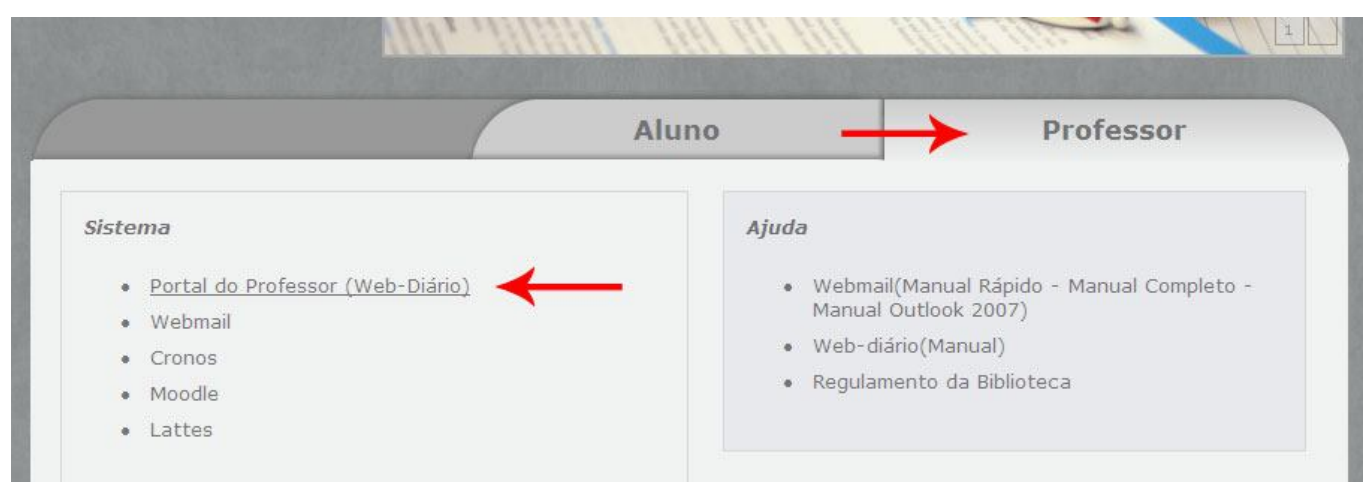 1
Aluno
Professor
Sistema
Portal do Professor (Web-Diário)
Webmail
Cronos
Moodle
Lattes
Ajuda
Webmail(Manual Rápido - Manual Completo -
Manual Outlook 2007)
Web-diário(Manual)
Regulamento da Biblioteca